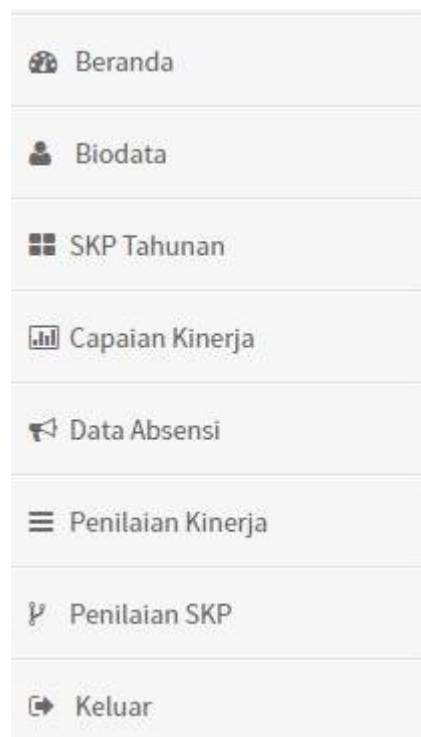 Beranda
Biodata
SKP Tahunan
Capaian Kinerja
Data Absensi
Penilaian Kinerja
Penilaian SKP
Keluar